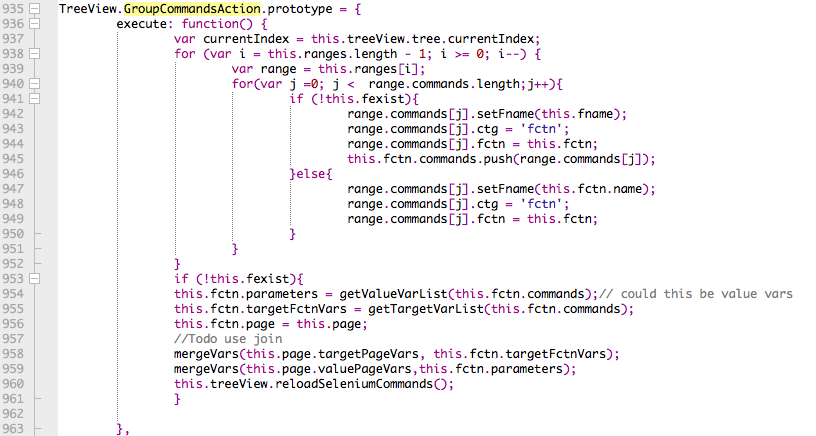 935 TreeView.GroupCommandsAction.prototype = {
936 execute: function() {
937 var currentIndex = this.treeView.tree.currentIndex;
938 for (var i = this.ranges.length - 1; i >= 0; i--) {
939 var range = this.ranges[i];
940 for(var j =0; j <  range.commands.length;j++){
941 if (!this.fexist){
942 range.commands[j].setFname(this.fname);
943 range.commands[j].ctg = 'fctn';
944 range.commands[j].fctn = this.fctn;
945 this.fctn.commands.push(range.commands[j]);
946 }else{
947 range.commands[j].setFname(this.fctn.name);
948 range.commands[j].ctg = 'fctn';
949 range.commands[j].fctn = this.fctn;
950 }
951 }
952 }
953 if (!this.fexist){
954 this.fctn.parameters = getValueVarList(this.fctn.commands);// could this be value vars
955 this.fctn.targetFctnVars = getTargetVarList(this.fctn.commands);
956 this.fctn.page = this.page;
957 //Todo use join
958 mergeVars(this.page.targetPageVars, this.fctn.targetFctnVars);
959 mergeVars(this.page.valuePageVars,this.fctn.parameters);
960 this.treeView.reloadSeleniumCommands();
961 }
962
963 },